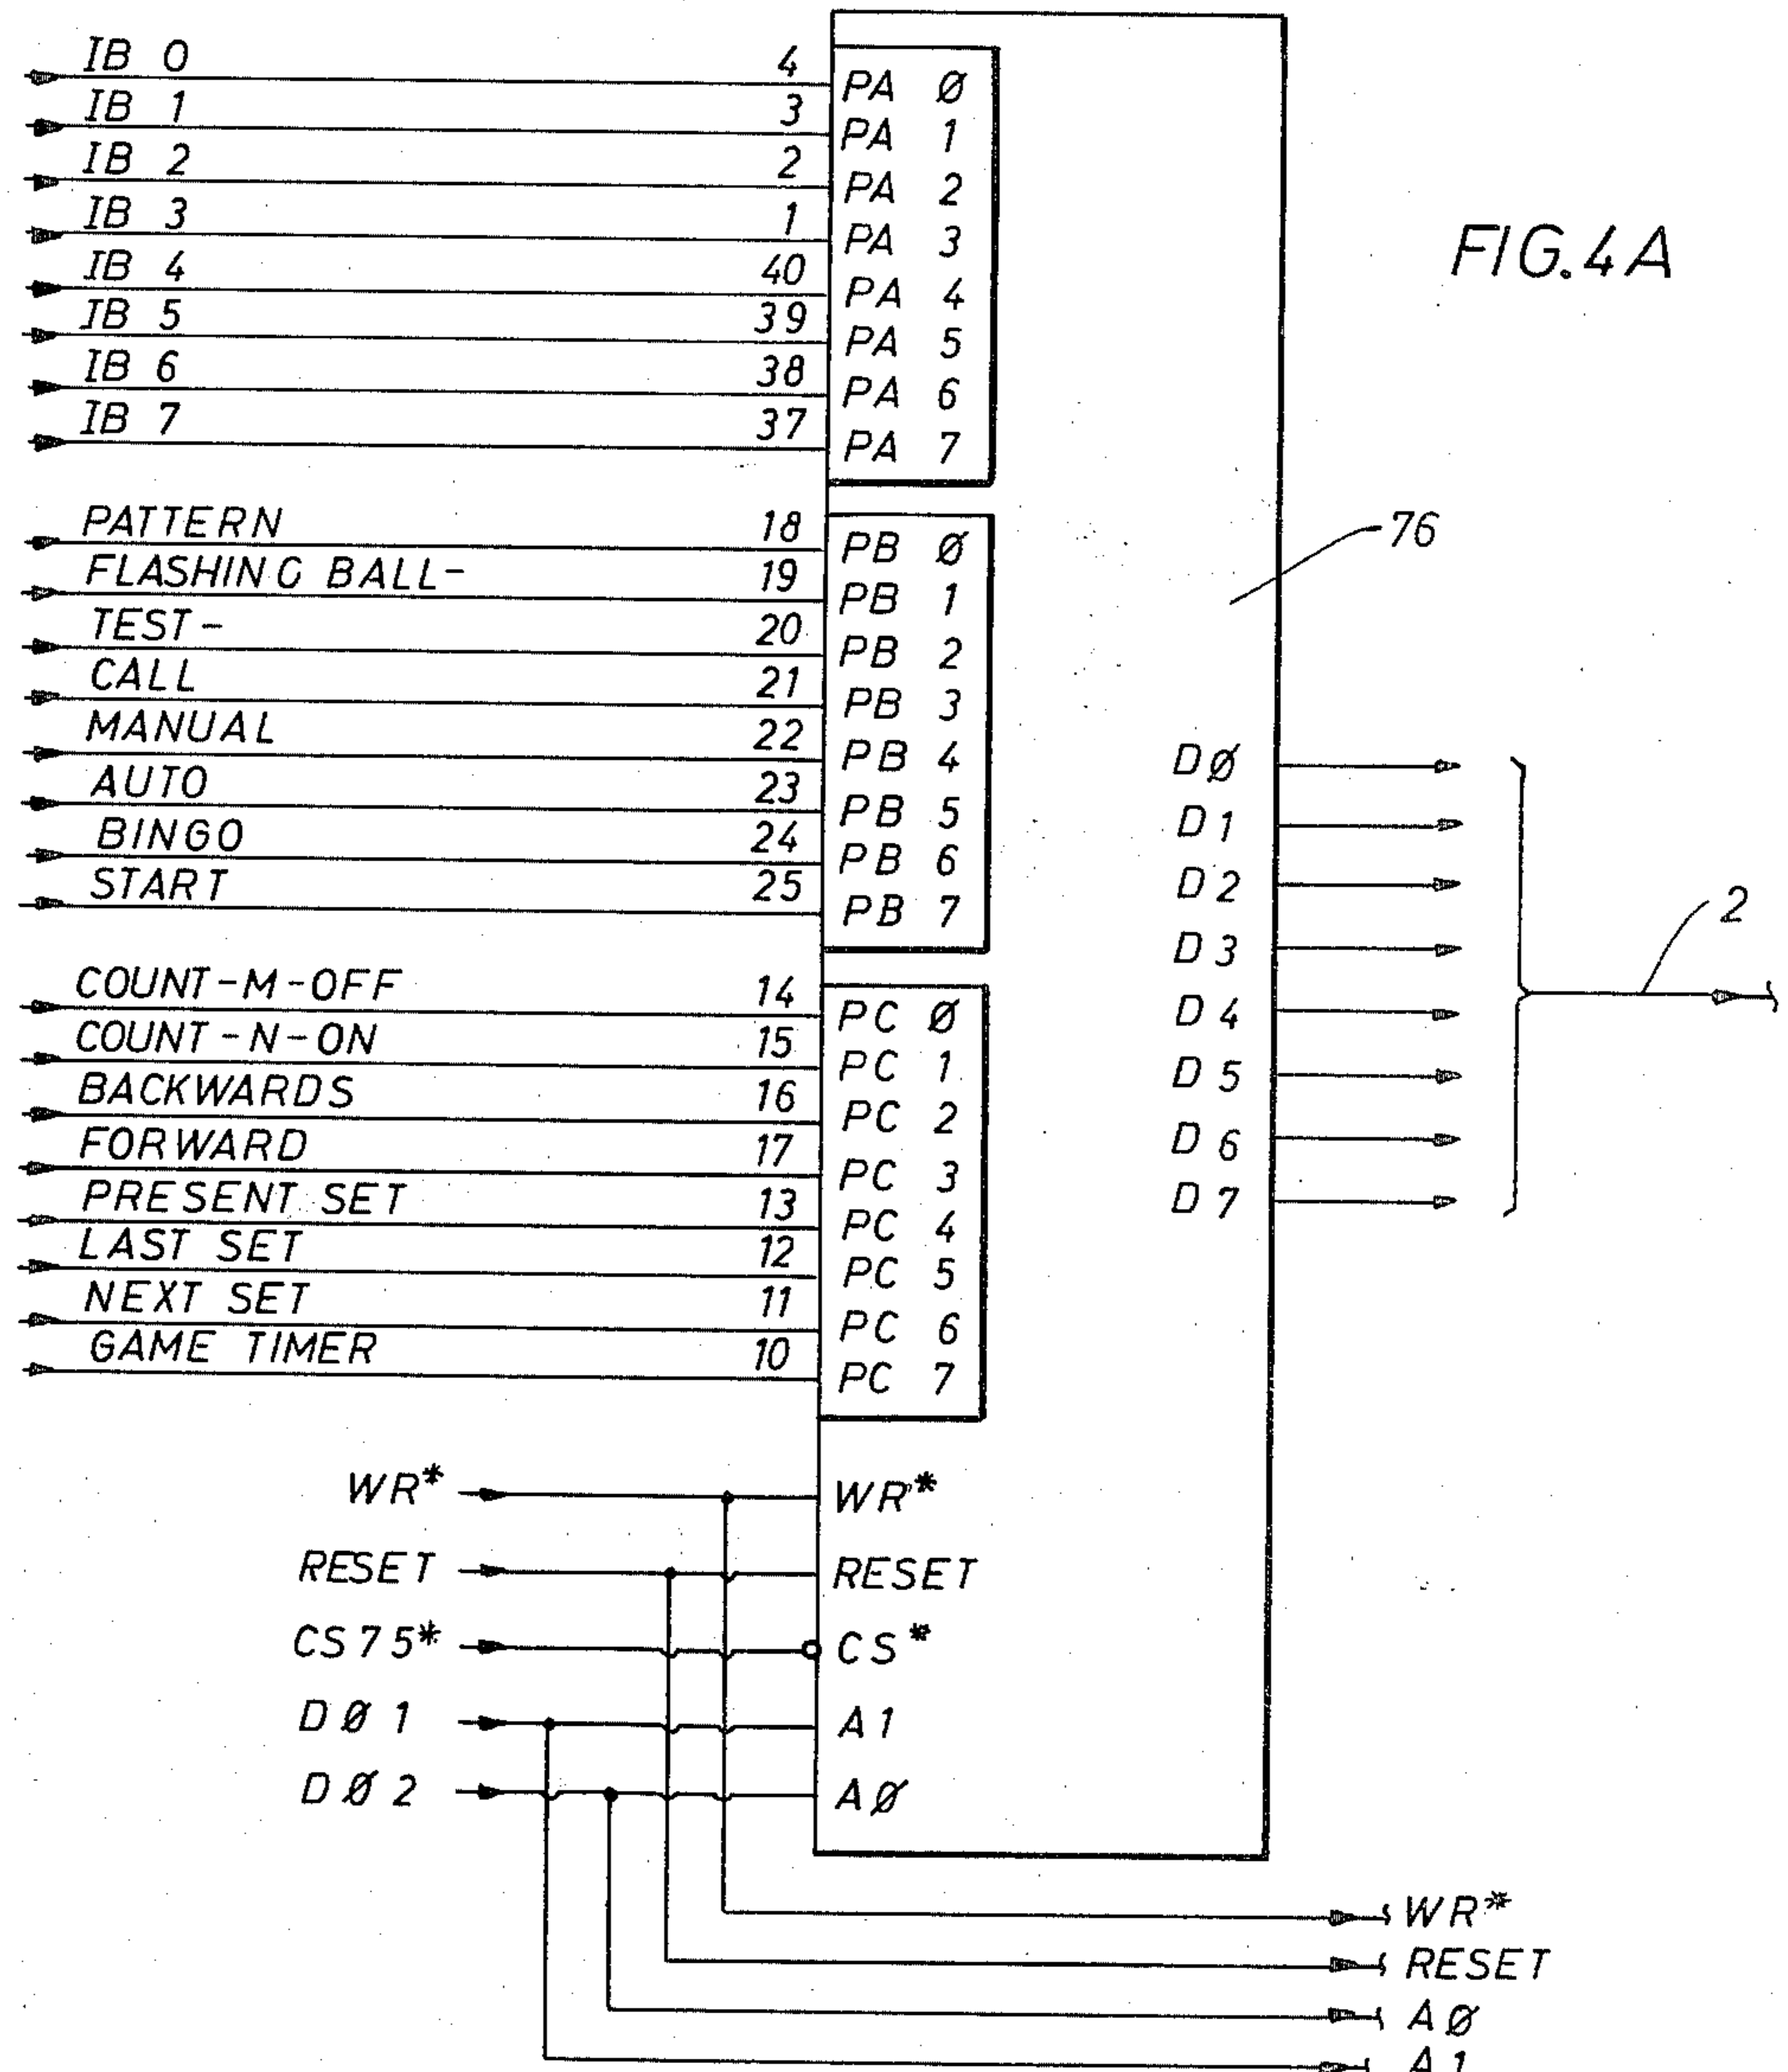 FIG. 4A
IB 0 4 PA Ø
IB 1 3 PA 1
IB 2 2 PA 2
IB 3 1 PA 3
IB 4 40 PA 4
IB 5 39 PA 5
IB 6 38 PA 6
IB 7 37 PA 7
PATTERN 18 PB Ø
FLASHING BALL- 19 PB 1
TEST- 20 PB 2
CALL 21 PB 3
MANUAL 22 PB 4
AUTO 23 PB 5
BINGO 24 PB 6
START 25 PB 7
76
DØ
D1
D2
D3
D4
D5
D6
D7
2
COUNT-M-OFF 14 PC Ø
COUNT-N-ON 15 PC 1
BACKWARDS 16 PC 2
FORWARD 17 PC 3
PRESENT SET 13 PC 4
LAST SET 12 PC 5
NEXT SET 11 PC 6
GAME TIMER 10 PC 7
WR* WR*
RESET RESET
CS75* CS*
DØ1 A1
DØ2 AØ
WR*
RESET
AØ
A1